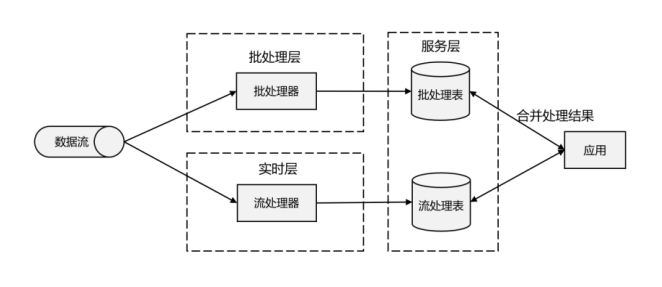 批处理层
服务层
批处理器
批处理表
合并处理结果
数据流
应用
实时层
流处理器
流处理表